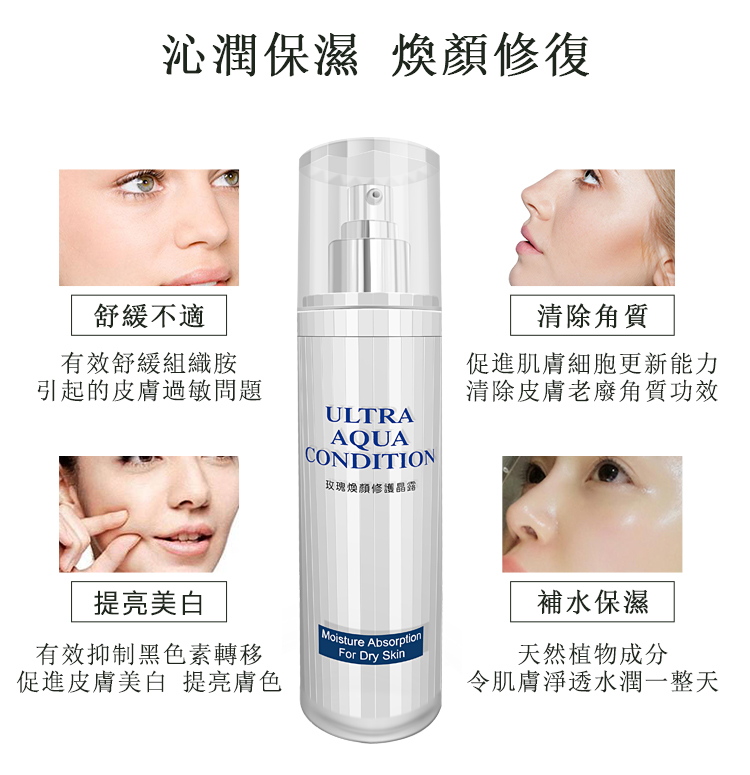 沁潤保濕 煥顏修復
舒緩不適
有效舒緩組織胺
引起的皮膚過敏問題
清除角質
促進肌膚細胞更新能力
清除皮膚老廢角質功效
ULTRA
AQUA
CONDITION
玫瑰煥顏修護晶露
提亮美白
有效抑制黑色素轉移
促進皮膚美白 提亮膚色
補水保濕
天然植物成分
令肌膚淨透水潤一整天
Moisture Absorption
For Dry Skin